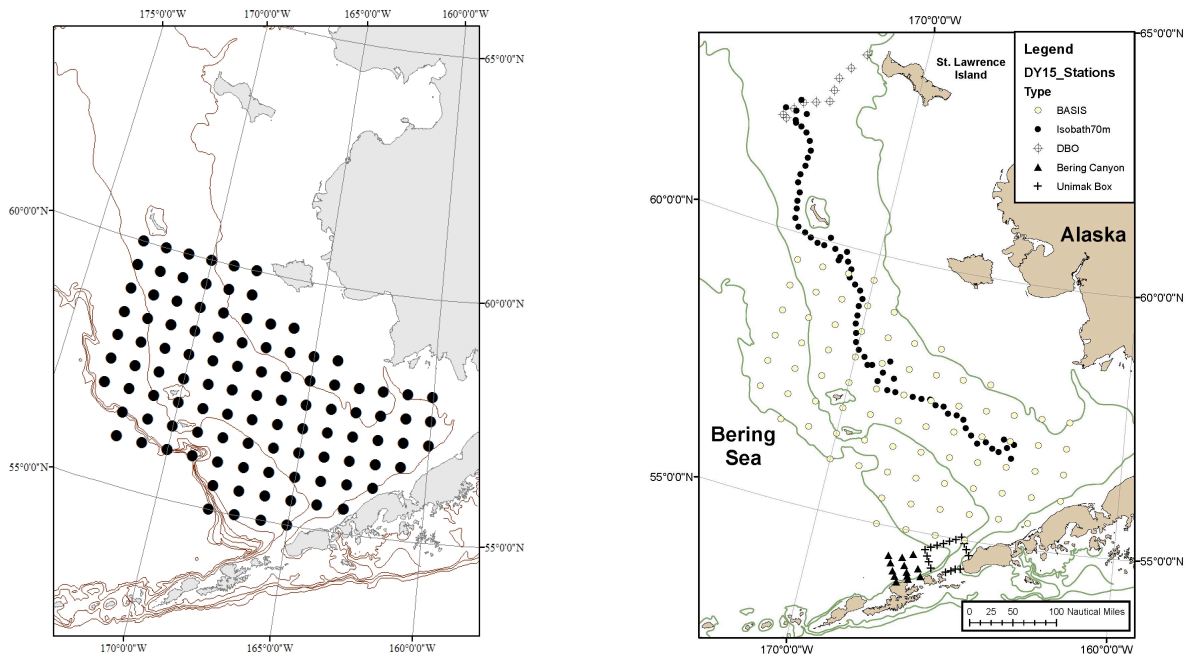 175°0'0"W 170°0'0"W 165°0'0"W 160°0'0"W
65°0'0"N
60°0'0"N
60°0'0"N
55°0'0"N
55°0'0"N
170°0'0"W 165°0'0"W 160°0'0"W
170°0'0"W
65°0'0"N
St. Lawrence
Island
Legend
DY15_Stations
Type
BASIS
Isobath70m
DBO
Bering Canyon
Unimak Box
60°0'0"N
Alaska
60°0'0"N
Bering
Sea
55°0'0"N
55°0'0"N
0 25 50 100 Nautical Miles
170°0'0"W 160°0'0"W